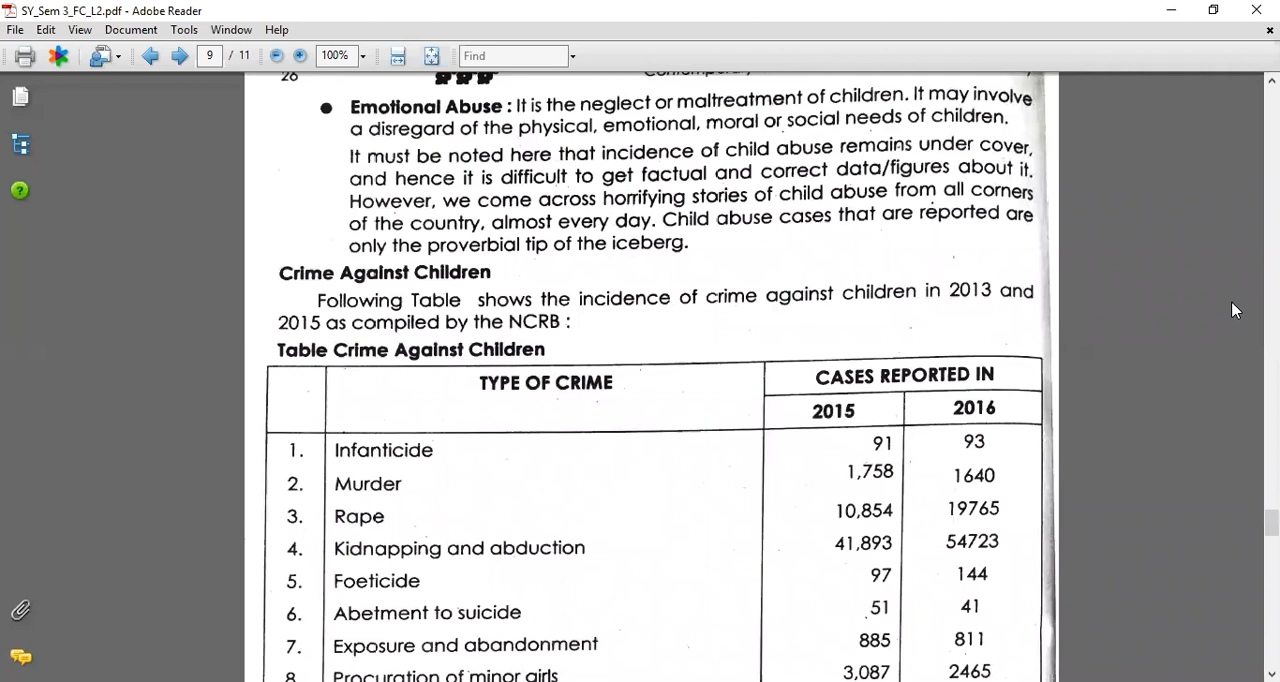 SY_Sem 3_FC_L2.pdf - Adobe Reader
File Edit View Document Tools Window Help
9 / 11 100% Find
26
● Emotional Abuse : It is the neglect or maltreatment of children. It may involve
a disregard of the physical, emotional, moral or social needs of children.
It must be noted here that incidence of child abuse remains under cover,
and hence it is difficult to get factual and correct data/figures about it.
However, we come across horrifying stories of child abuse from all corners
of the country, almost every day. Child abuse cases that are reported are
only the proverbial tip of the iceberg.
Crime Against Children
Following Table shows the incidence of crime against children in 2013 and
2015 as compiled by the NCRB :
Table Crime Against Children
TYPE OF CRIME CASES REPORTED IN
2015 2016
1. Infanticide 91 93
2. Murder 1,758 1640
3. Rape 10,854 19765
4. Kidnapping and abduction 41,893 54723
5. Foeticide 97 144
6. Abetment to suicide 51 41
7. Exposure and abandonment 885 811
8. Procuration of minor girls 3,087 2465